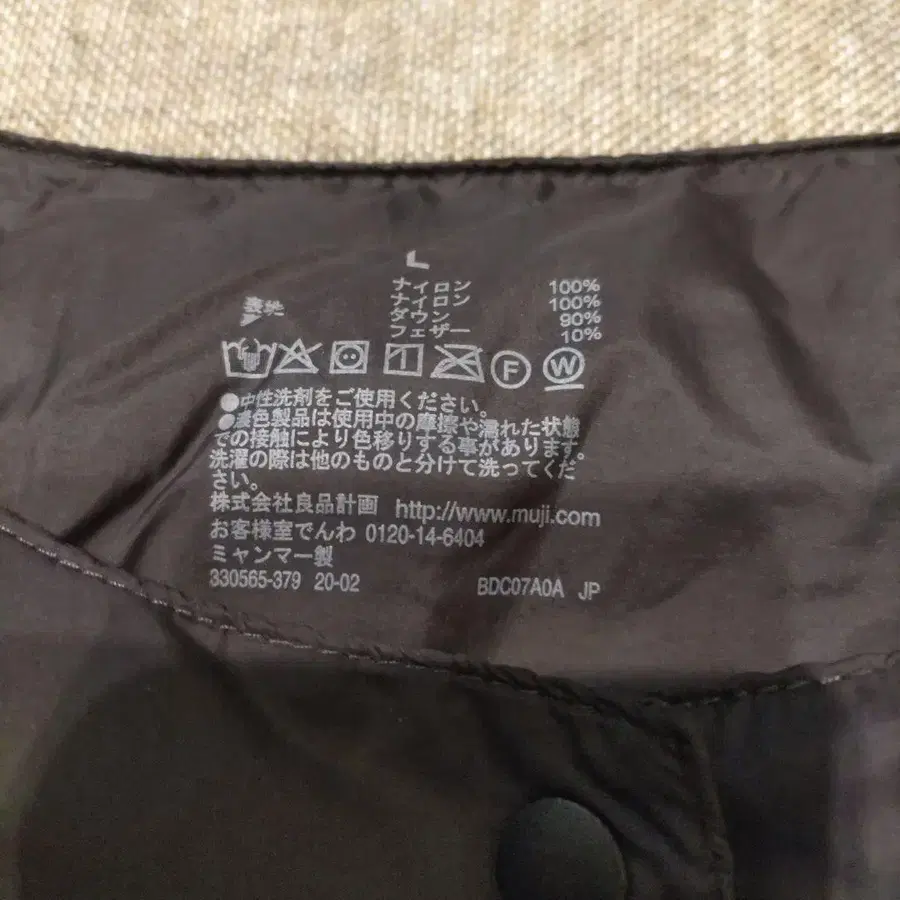 L
ナイロン 100%
表地 ナイロン 100%
ダウン 90%
フェザー 10%
F W
●中性洗剤をご使用ください。
●濃色製品は使用中の摩擦や濡れた状態
での接触により色移りする事があります。
洗濯の際は他のものと分けて洗ってくだ
さい。
株式会社良品計画 http://www.muji.com
お客様室でんわ 0120-14-6404
ミャンマー製
330565-379 20-02 BDC07A0A JP